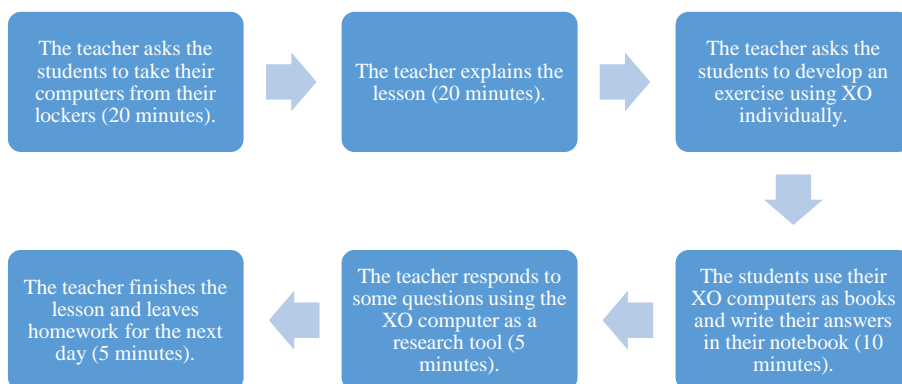 The teacher asks the
students to take their
computers from their
lockers (20 minutes).
The teacher explains the
lesson (20 minutes).
The teacher asks the
students to develop an
exercise using XO
individually.
The students use their
XO computers as books
and write their answers
in their notebook (10
minutes).
The teacher responds to
some questions using the
XO computer as a
research tool (5
minutes).
The teacher finishes the
lesson and leaves
homework for the next
day (5 minutes).